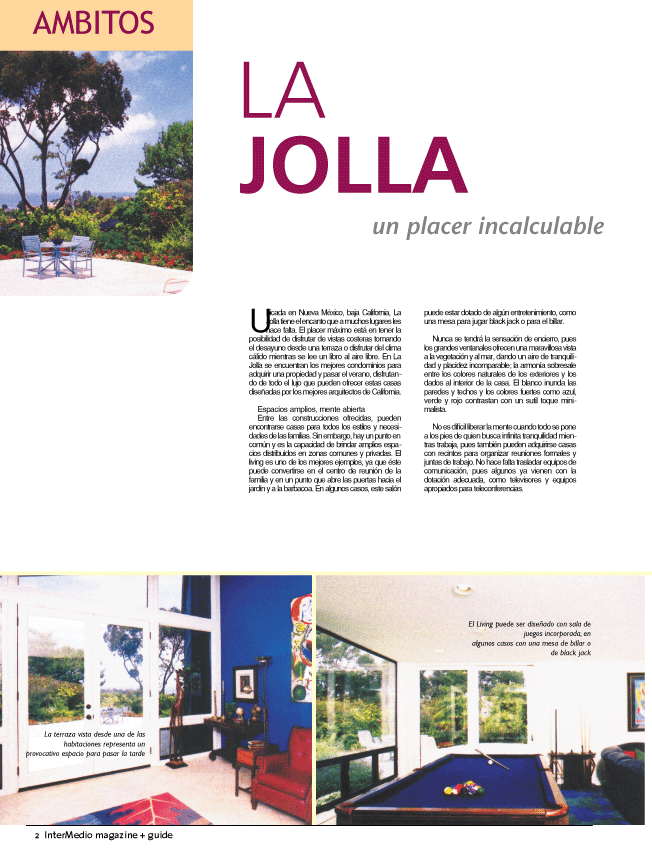 AMBITOS
LA
JOLLA
un placer incalculable
Ubicada en Nueva México, baja California, La
Jolla tiene el encanto que a muchos lugares les
hace falta. El placer máximo está en tener la
posibilidad de disfrutar de vistas costeras tomando
el desayuno desde una terraza o disfrutar del clima
cálido mientras se lee un libro al aire libre. En La
Jolla se encuentran los mejores condominios para
adquirir una propiedad y pasar el verano, disfrutan-
do de todo el lujo que pueden ofrecer estas casas
diseñadas por los mejores arquitectos de California.
Espacios amplios, mente abierta
Entre las construcciones ofrecidas, pueden
encontrarse casas para todos los estilos y necesi-
dades de las familias. Sin embargo, hay un punto en
común y es la capacidad de brindar amplios espa-
cios distribuidos en zonas comunes y privadas. El
living es uno de los mejores ejemplos, ya que éste
puede convertirse en el centro de reunión de la
familia y en un punto que abre las puertas hacia el
jardín y a la barbacoa. En algunos casos, este salón
puede estar dotado de algún entretenimiento, como
una mesa para jugar black jack o para el billar.
Nunca se tendrá la sensación de encierro, pues
los grandes ventanales ofrecen una maravillosa vista
a la vegetación y al mar, dando un aire de tranquili-
dad y placidez incomparable; la armonía sobresale
entre los colores naturales de los exteriores y los
dados al interior de la casa. El blanco inunda las
paredes y techos y los colores fuertes como azul,
verde y rojo contrastan con un sutil toque mini-
malista.
No es difícil liberar la mente cuando todo se pone
a los pies de quien busca infinita tranquilidad mien-
tras trabaja, pues también pueden adquirirse casas
con recintos para organizar reuniones formales y
juntas de trabajo. No hace falta trasladar equipos de
comunicación, pues algunos ya vienen con la
dotación adecuada, como televisores y equipos
apropiados para teleconferencias.
La terraza vista desde una de las
habitaciones representa un
provocativo espacio para pasar la tarde
El Living puede ser diseñado con sala de
juegos incorporada, en
algunos casos con una mesa de billar o
de black jack
2 InterMedio magazine + guide